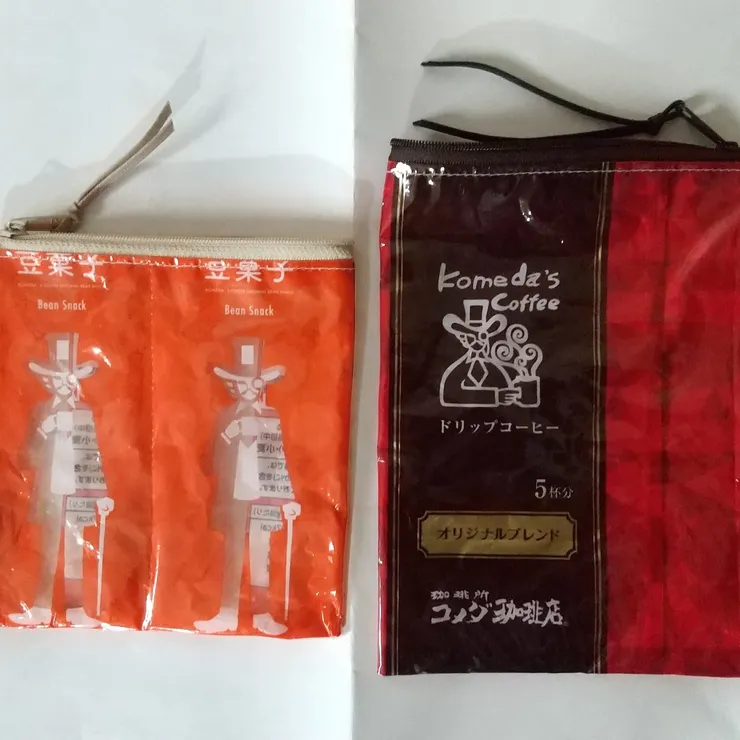 豆菓子
Bean Snack
豆菓子
Bean Snack
Komeda's
Coffee
ドリップコーヒー
5杯分
オリジナルブレンド
珈琲所
コメダ珈琲店